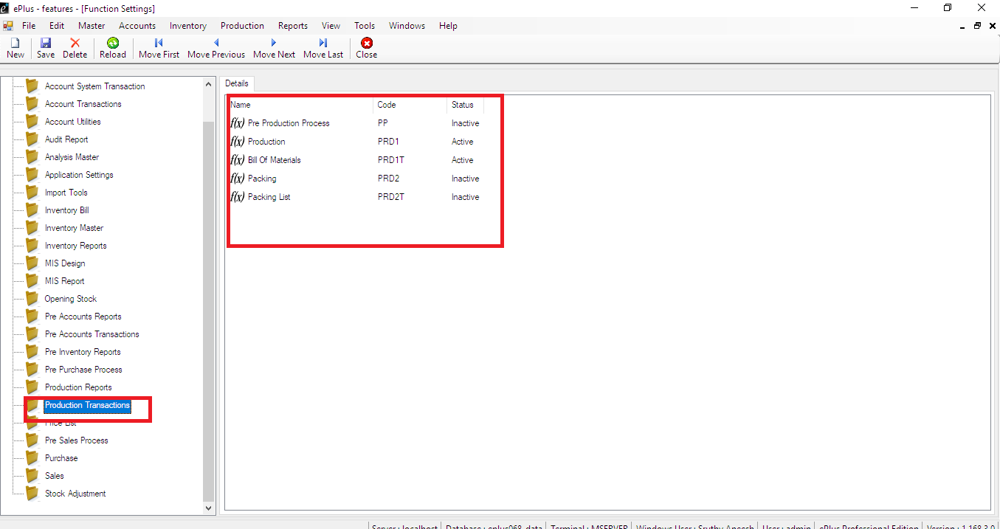 ePlus - features - [Function Settings]
File Edit Master Accounts Inventory Production Reports View Tools Windows Help
New Save Delete Reload Move First Move Previous Move Next Move Last Close
Account System Transaction
Account Transactions
Account Utilities
Audit Report
Analysis Master
Application Settings
Import Tools
Inventory Bill
Inventory Master
Inventory Reports
MIS Design
MIS Report
Opening Stock
Pre Accounts Reports
Pre Accounts Transactions
Pre Inventory Reports
Pre Purchase Process
Production Reports
Production Transactions
Price List
Pre Sales Process
Purchase
Sales
Stock Adjustment
Details
Name Code Status
f(x) Pre Production Process PP Inactive
f(x) Production PRD1 Active
f(x) Bill Of Materials PRD1T Active
f(x) Packing PRD2 Inactive
f(x) Packing List PRD2T Inactive
Server : localhost Database : eplus068_data Terminal : MSERVER Windows User : Sruthy Aneesh User : admin ePlus Professional Edition Version : 1.168.3.0